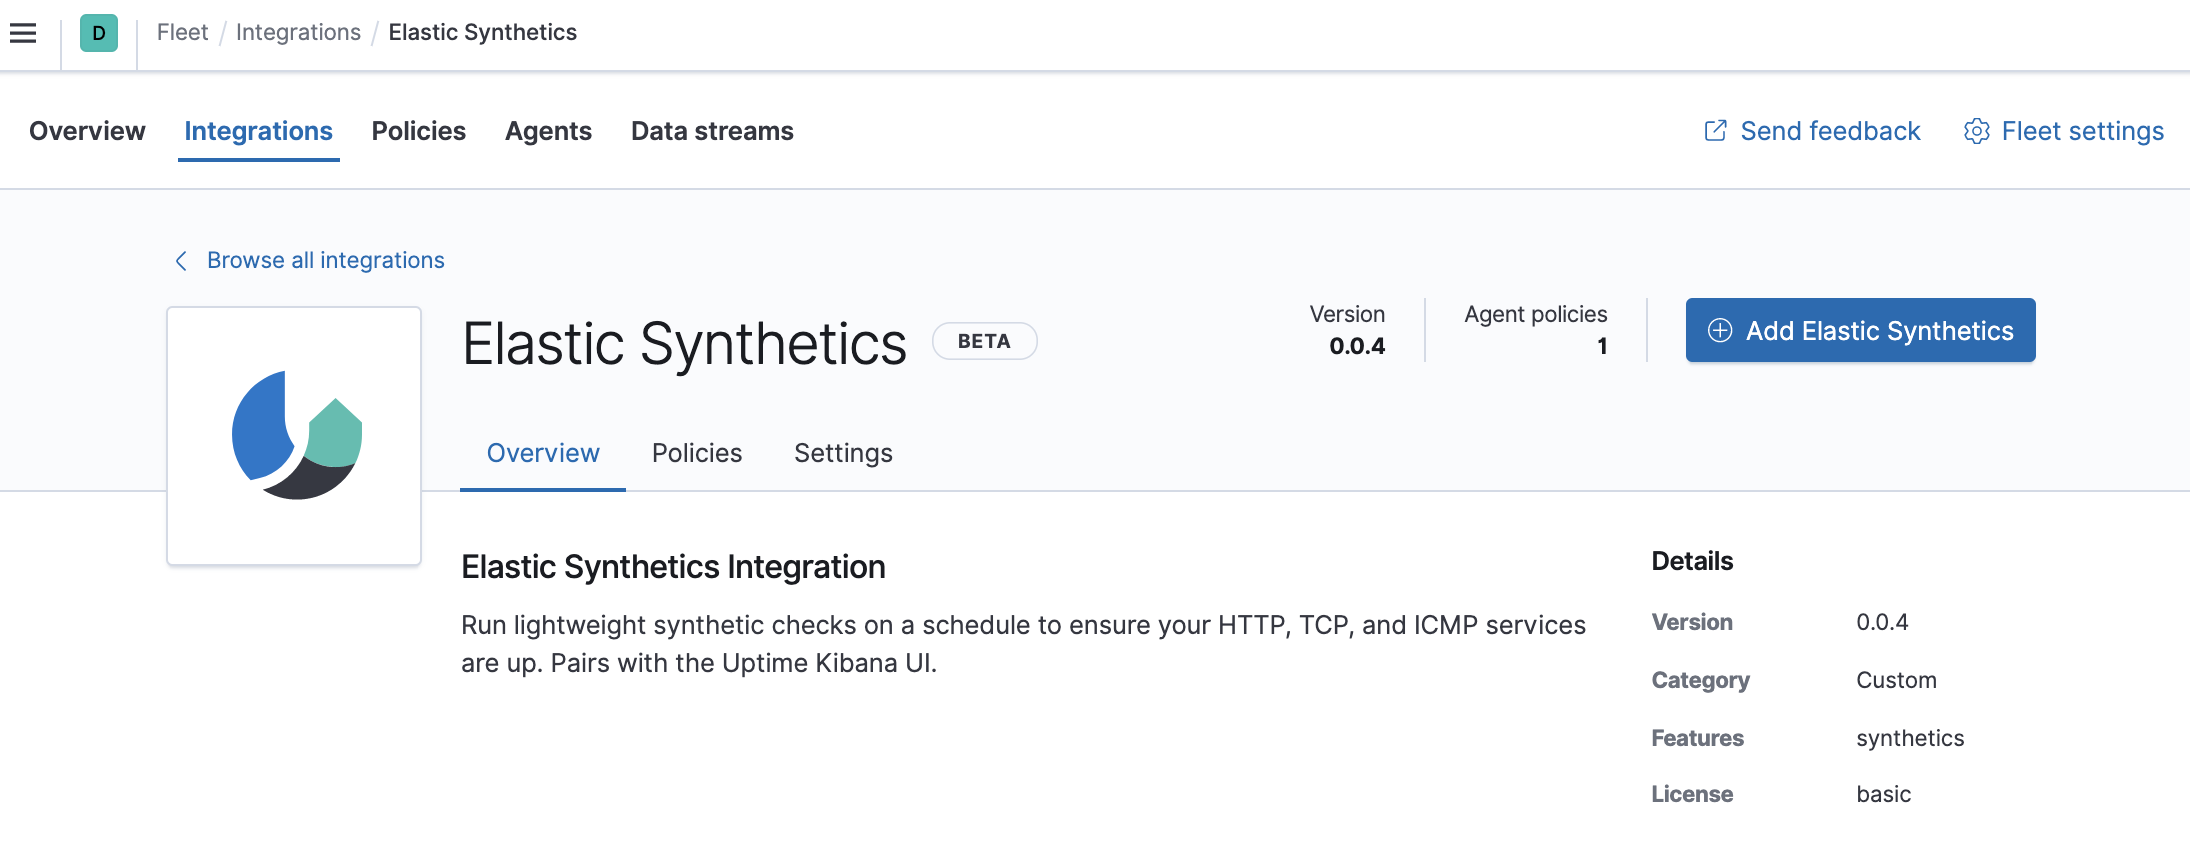 D Fleet / Integrations / Elastic Synthetics
Overview Integrations Policies Agents Data streams Send feedback Fleet settings
Browse all integrations
Elastic Synthetics BETA
Version
0.0.4
Agent policies
1
Add Elastic Synthetics
Overview Policies Settings
Elastic Synthetics Integration
Run lightweight synthetic checks on a schedule to ensure your HTTP, TCP, and ICMP services
are up. Pairs with the Uptime Kibana UI.
Details
Version 0.0.4
Category Custom
Features synthetics
License basic